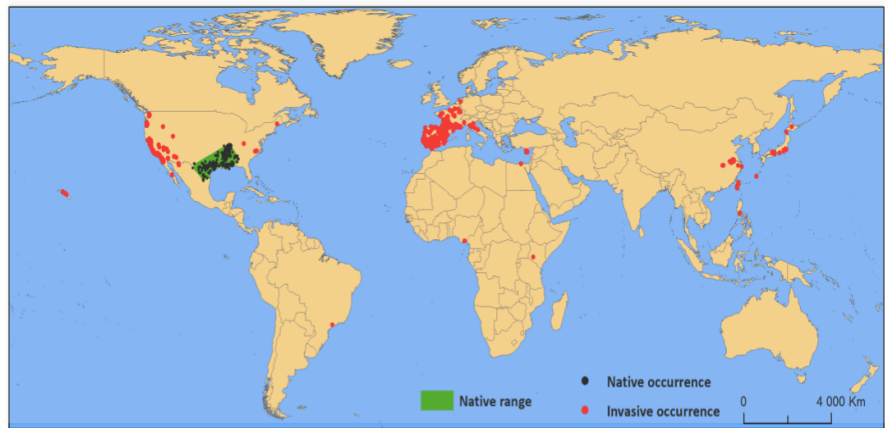 Native range
Native occurrence
Invasive occurrence
0 4 000 Km